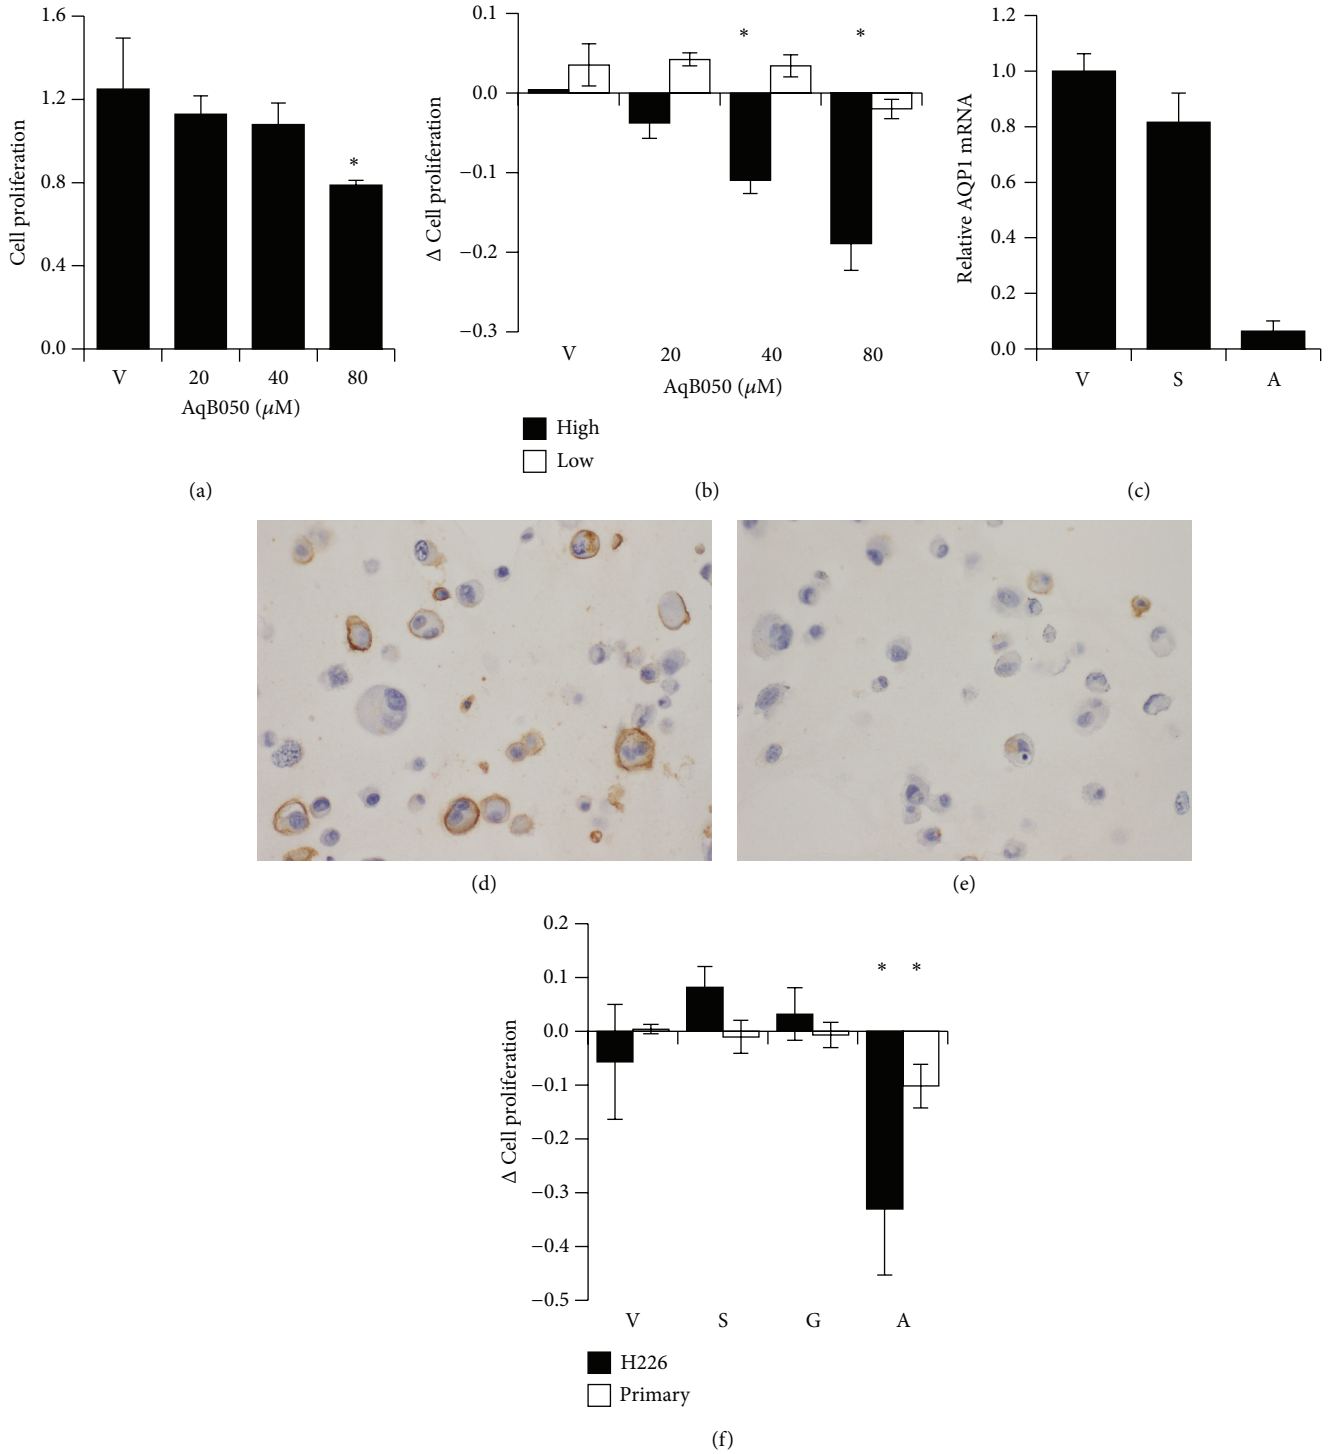 Cell proliferation
1.6
1.2
0.8
0.4
0.0
*
V 20 40 80
AqB050 (μM)
(a)
Δ Cell proliferation
0.1
0.0
−0.1
−0.2
−0.3
* *
V 20 40 80
AqB050 (μM)
High
Low
(b)
Relative AQP1 mRNA
1.2
1.0
0.8
0.6
0.4
0.2
0.0
V S A
(c)
(d)
(e)
Δ Cell proliferation
0.2
0.1
0.0
−0.1
−0.2
−0.3
−0.4
−0.5
* *
V S G A
H226
Primary
(f)